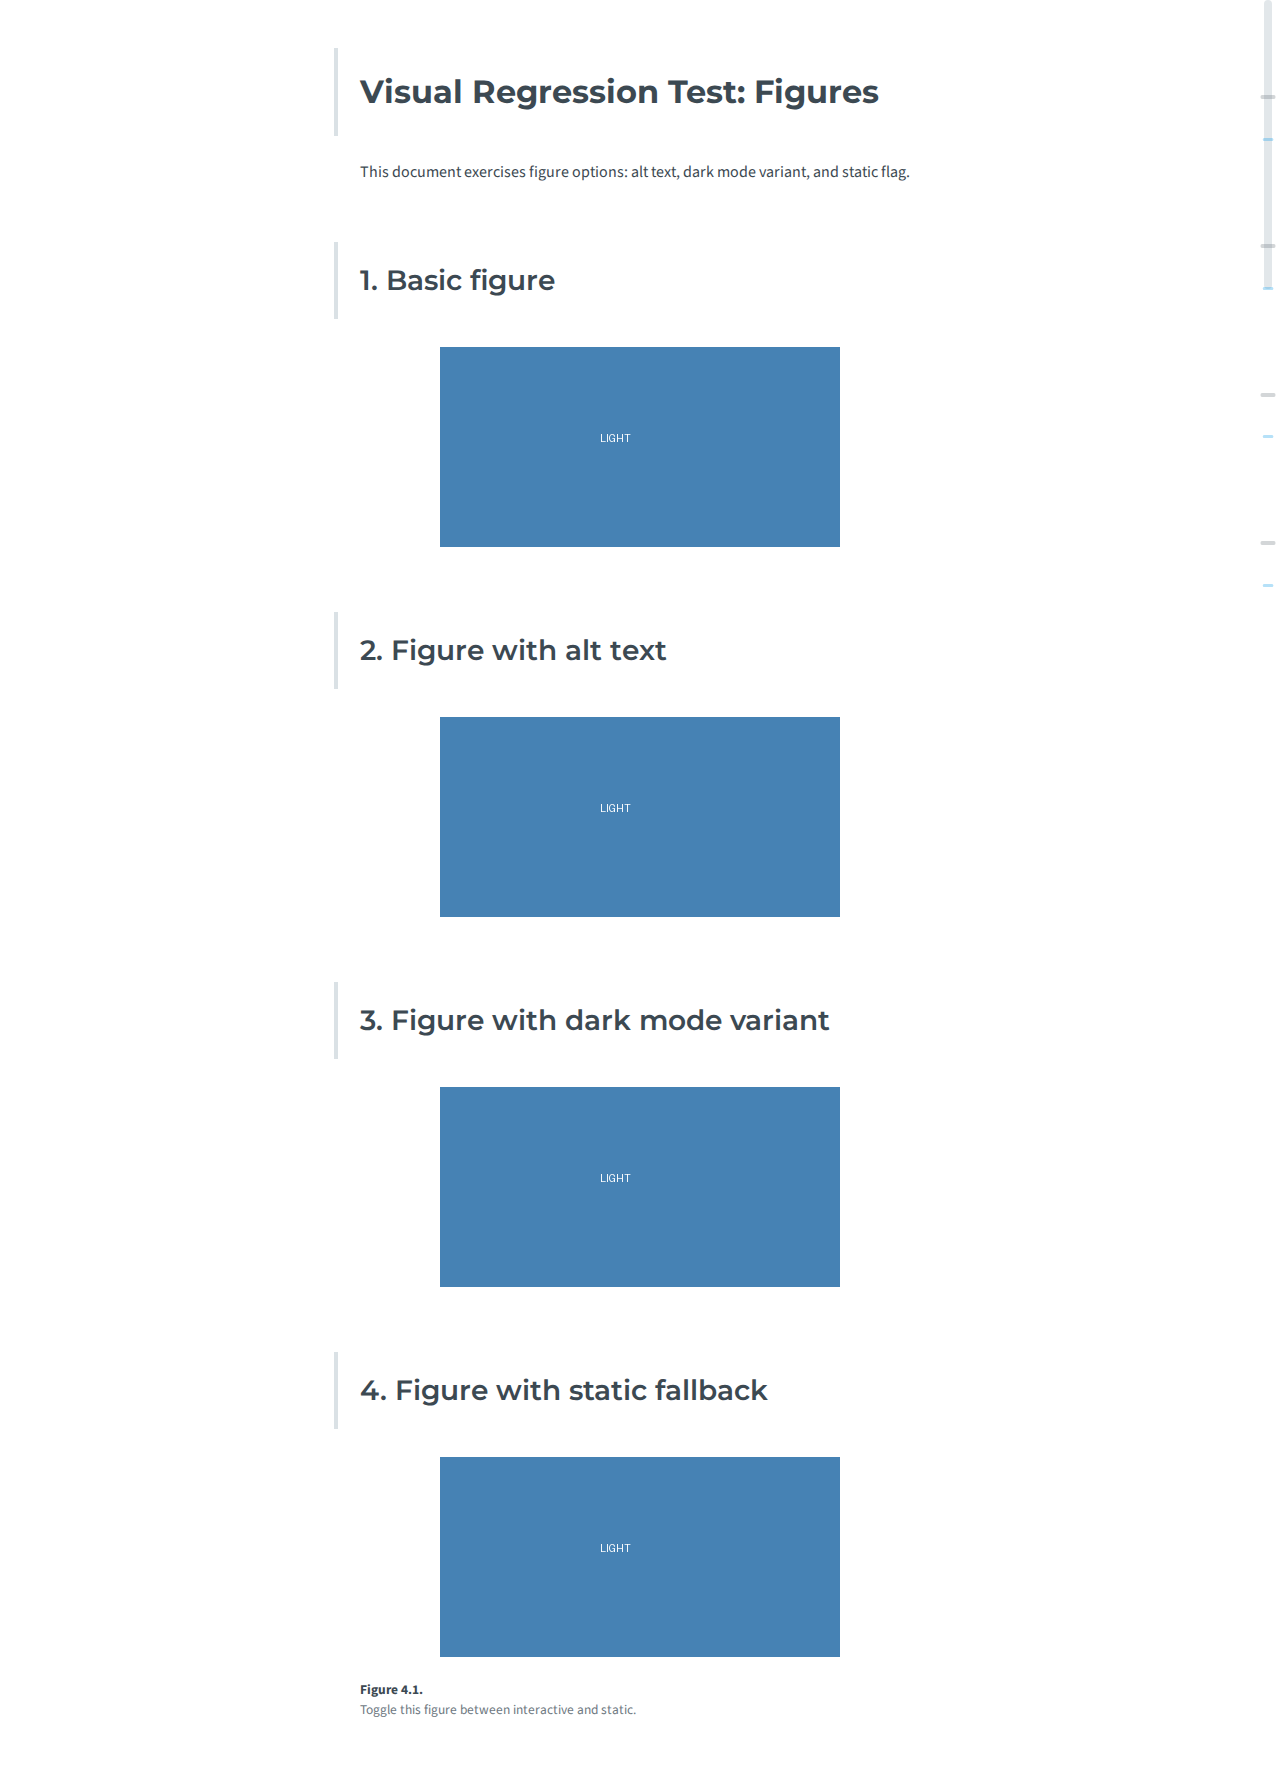 Visual Regression Test: Figures
This document exercises figure options: alt text, dark mode variant, and static flag.
1. Basic figure
LIGHT
2. Figure with alt text
LIGHT
3. Figure with dark mode variant
LIGHT
4. Figure with static fallback
LIGHT
Figure 4.1.
Toggle this figure between interactive and static.